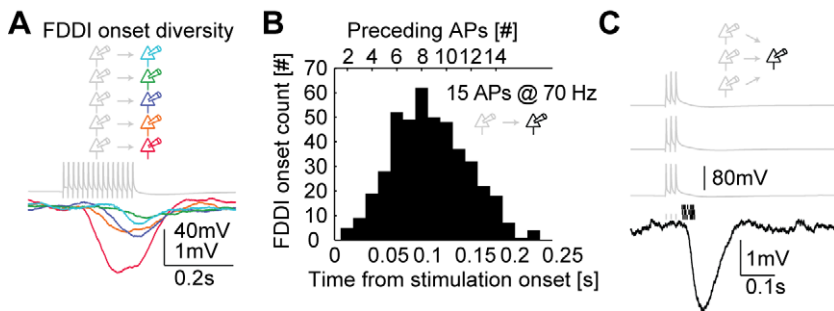 A
FDDI onset diversity
40mV
1mV
0.2s
B
Preceding APs [#]
2 4 6 8 10 12 14
FDDI onset count [#]
70
60
50
40
30
20
10
0
15 APs @ 70 Hz
0 0.05 0.1 0.15 0.2 0.25
Time from stimulation onset [s]
C
80mV
1mV
0.1s